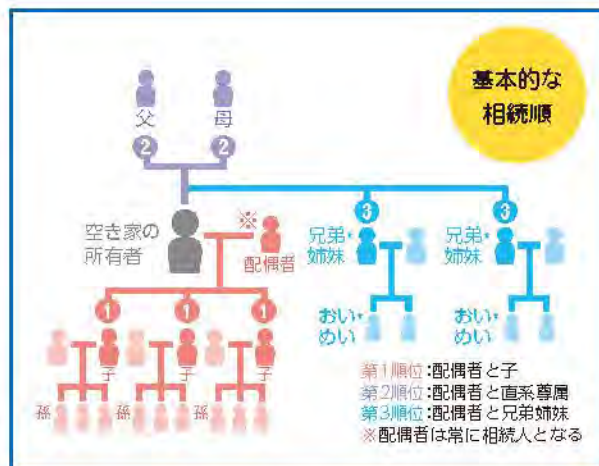 基本的な
相続順
父
母
2
2
3
3
空き家の
所有者
※
配偶者
兄弟・
姉妹
兄弟・
姉妹
1
1
1
おい・
めい
おい・
めい
子
子
子
孫
孫
孫
第1順位:配偶者と子
第2順位:配偶者と直系尊属
第3順位:配偶者と兄弟姉妹
※配偶者は常に相続人となる